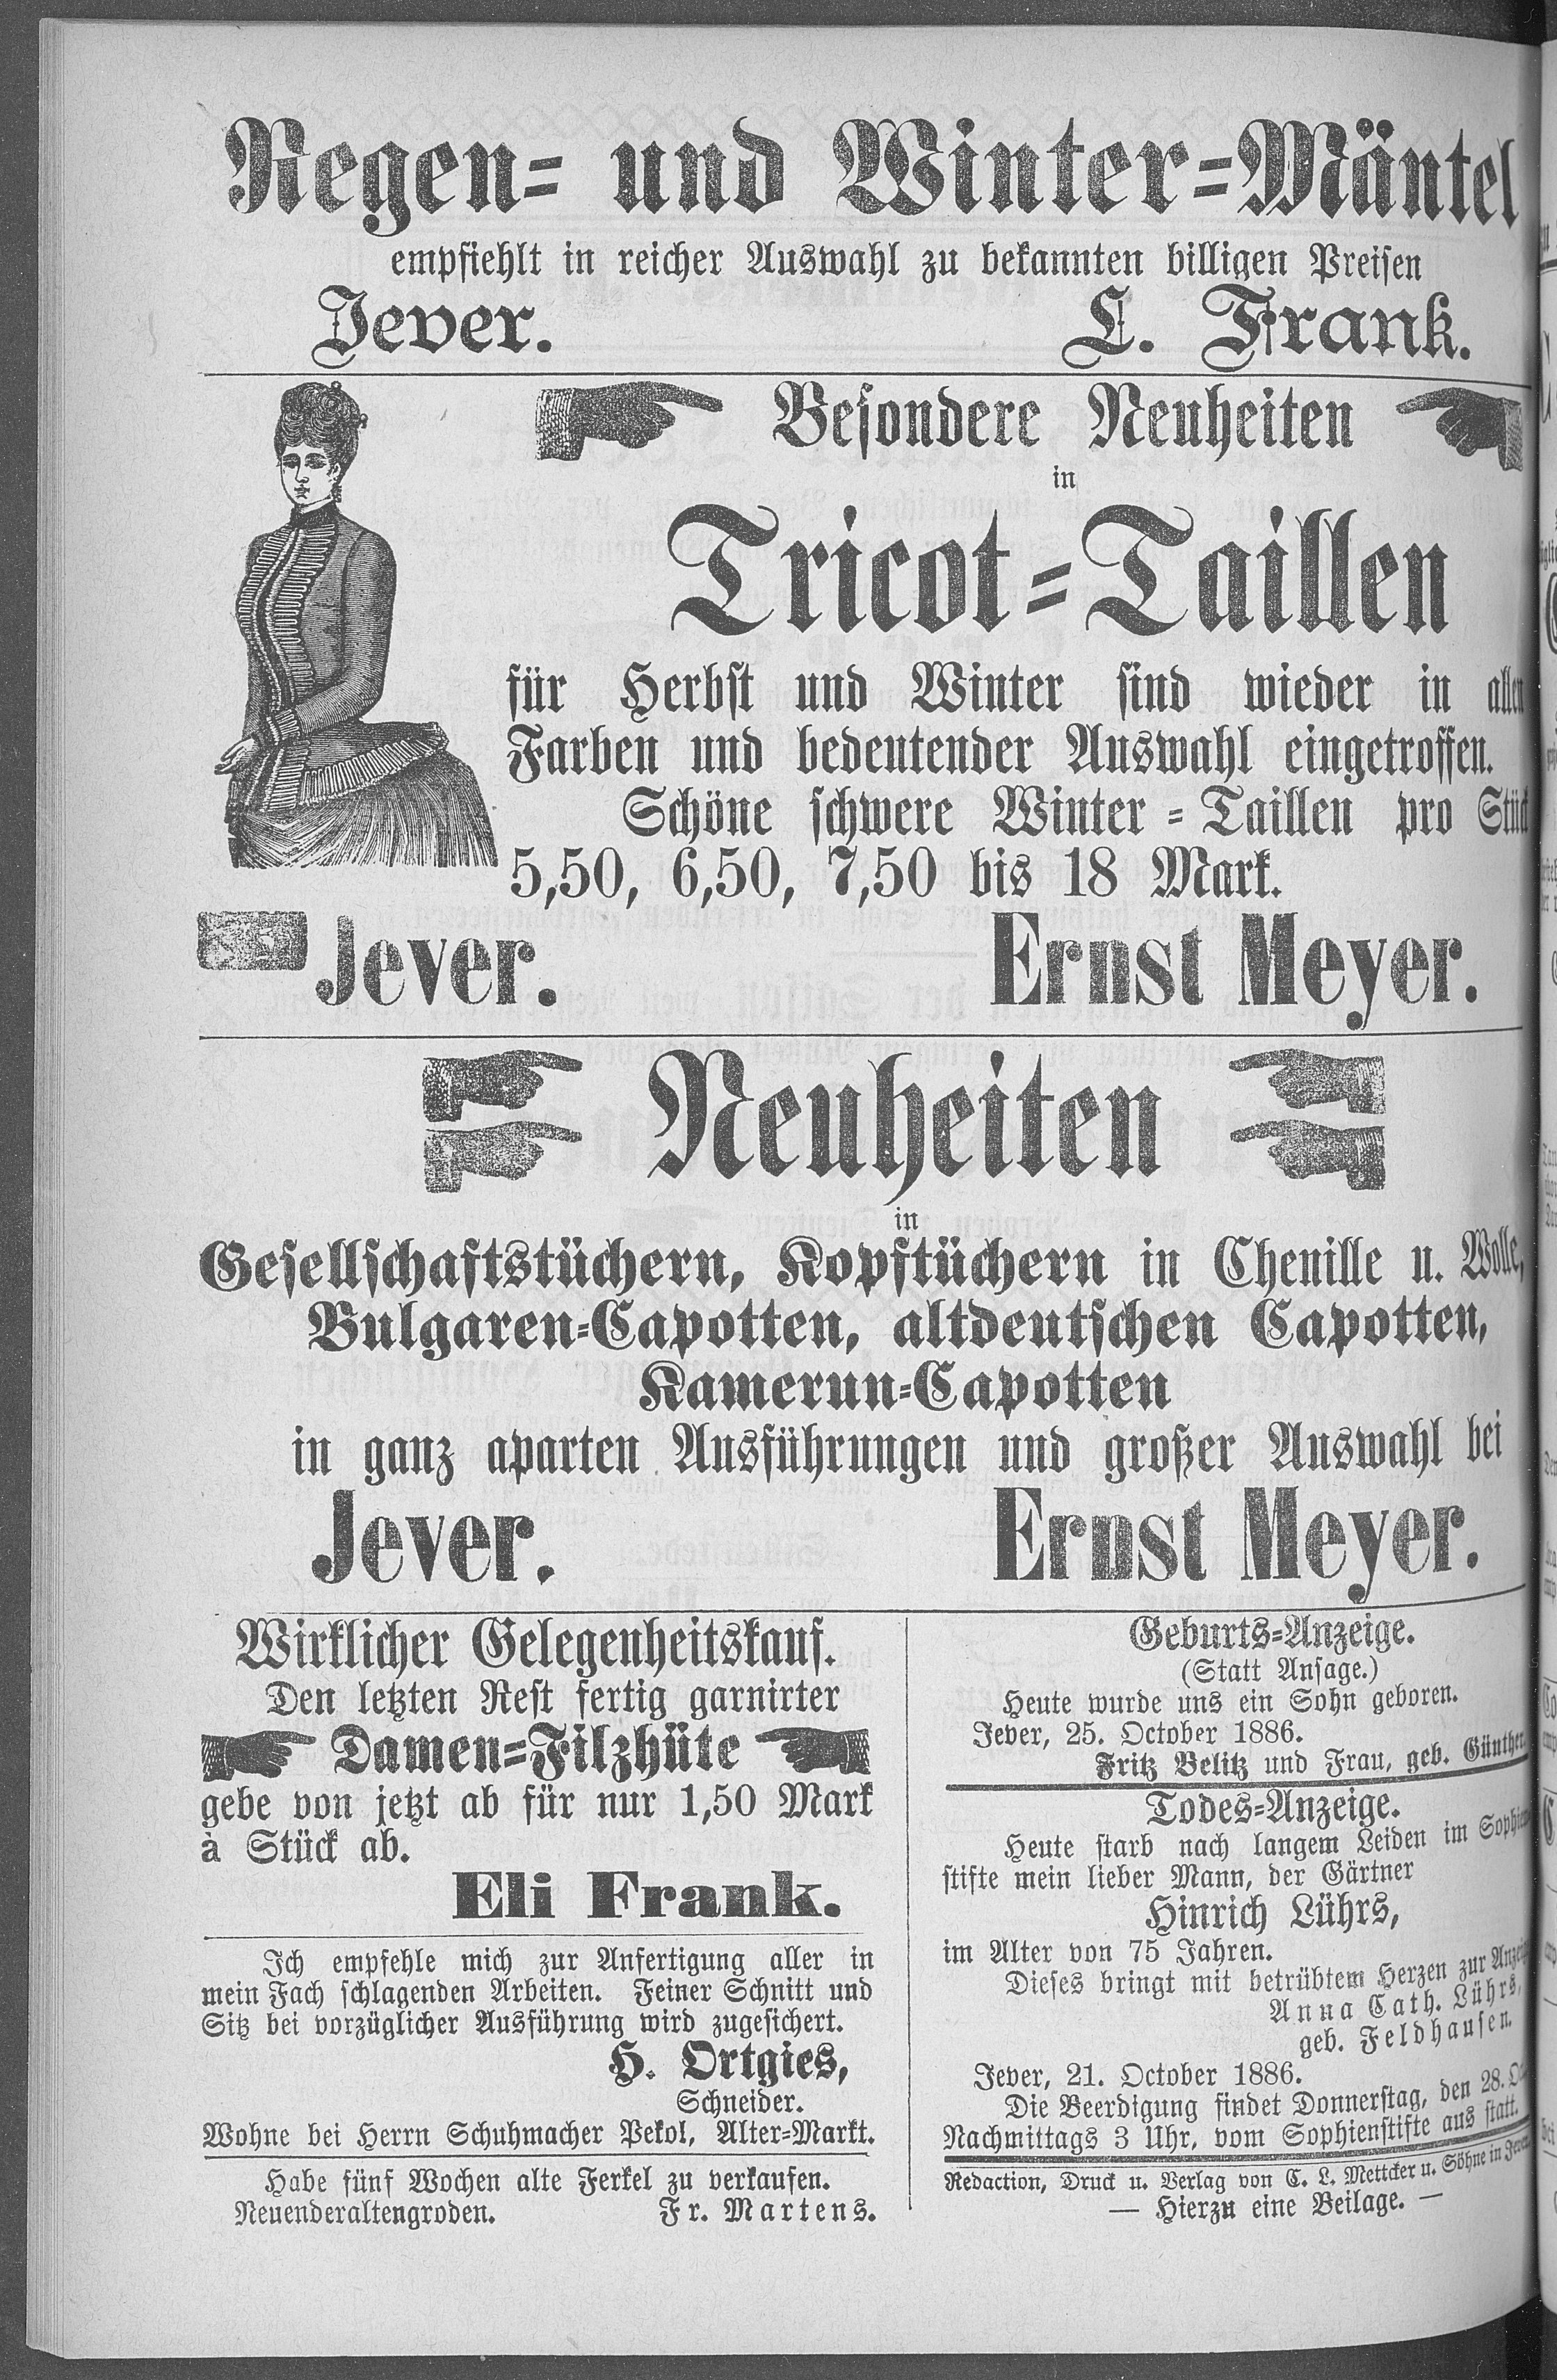 Regen- und Winter-Mäntel
empfiehlt in reicher Auswahl zu bekannten billigen Preisen
Jever. L. Frank.
Besondere Neuheiten
in
Tricot-Taillen
für Herbst und Winter sind wieder in allen
Farben und bedeutender Auswahl eingetroffen.
Schöne schwere Winter-Taillen pro Stück
5,50, 6,50, 7,50 bis 18 Mark.
Jever. Ernst Meyer.
Neuheiten
in
Gesellschaftstüchern, Kopftüchern in Chenille u. Wolle,
Bulgaren-Capotten, altdeutschen Capotten,
Kamerun-Capotten
in ganz aparten Ausführungen und großer Auswahl bei
Jever. Ernst Meyer.
Wirklicher Gelegenheitskauf.
Den letzten Rest fertig garnirter
Damen-Filzhüte
gebe von jetzt ab für nur 1,50 Mark
à Stück ab.
Eli Frank.
Ich empfehle mich zur Anfertigung aller in
mein Fach schlagenden Arbeiten. Feiner Schnitt und
Sitz bei vorzüglicher Ausführung wird zugesichert.
H. Ortgies,
Schneider.
Wohne bei Herrn Schuhmacher Pekol, Alter-Markt.
Habe fünf Wochen alte Ferkel zu verkaufen.
Neuenderaltengroden. Fr. Martens.
Geburts-Anzeige.
(Statt Ansage.)
Heute wurde uns ein Sohn geboren.
Jever, 25. October 1886.
Fritz Belitz und Frau, geb. Günther.
Todes-Anzeige.
Heute starb nach langem Leiden im Sophien-
stifte mein lieber Mann, der Gärtner
Hinrich Lührs,
im Alter von 75 Jahren.
Dieses bringt mit betrübtem Herzen zur Anzeige
Anna Cath. Lührs,
geb. Feldhausen.
Jever, 21. October 1886.
Die Beerdigung findet Donnerstag, den 28. Oct.
Nachmittags 3 Uhr, vom Sophienstifte aus statt.
Redaction, Druck u. Verlag von C. L. Mettcker u. Söhne in Jever.
— Hierzu eine Beilage. —